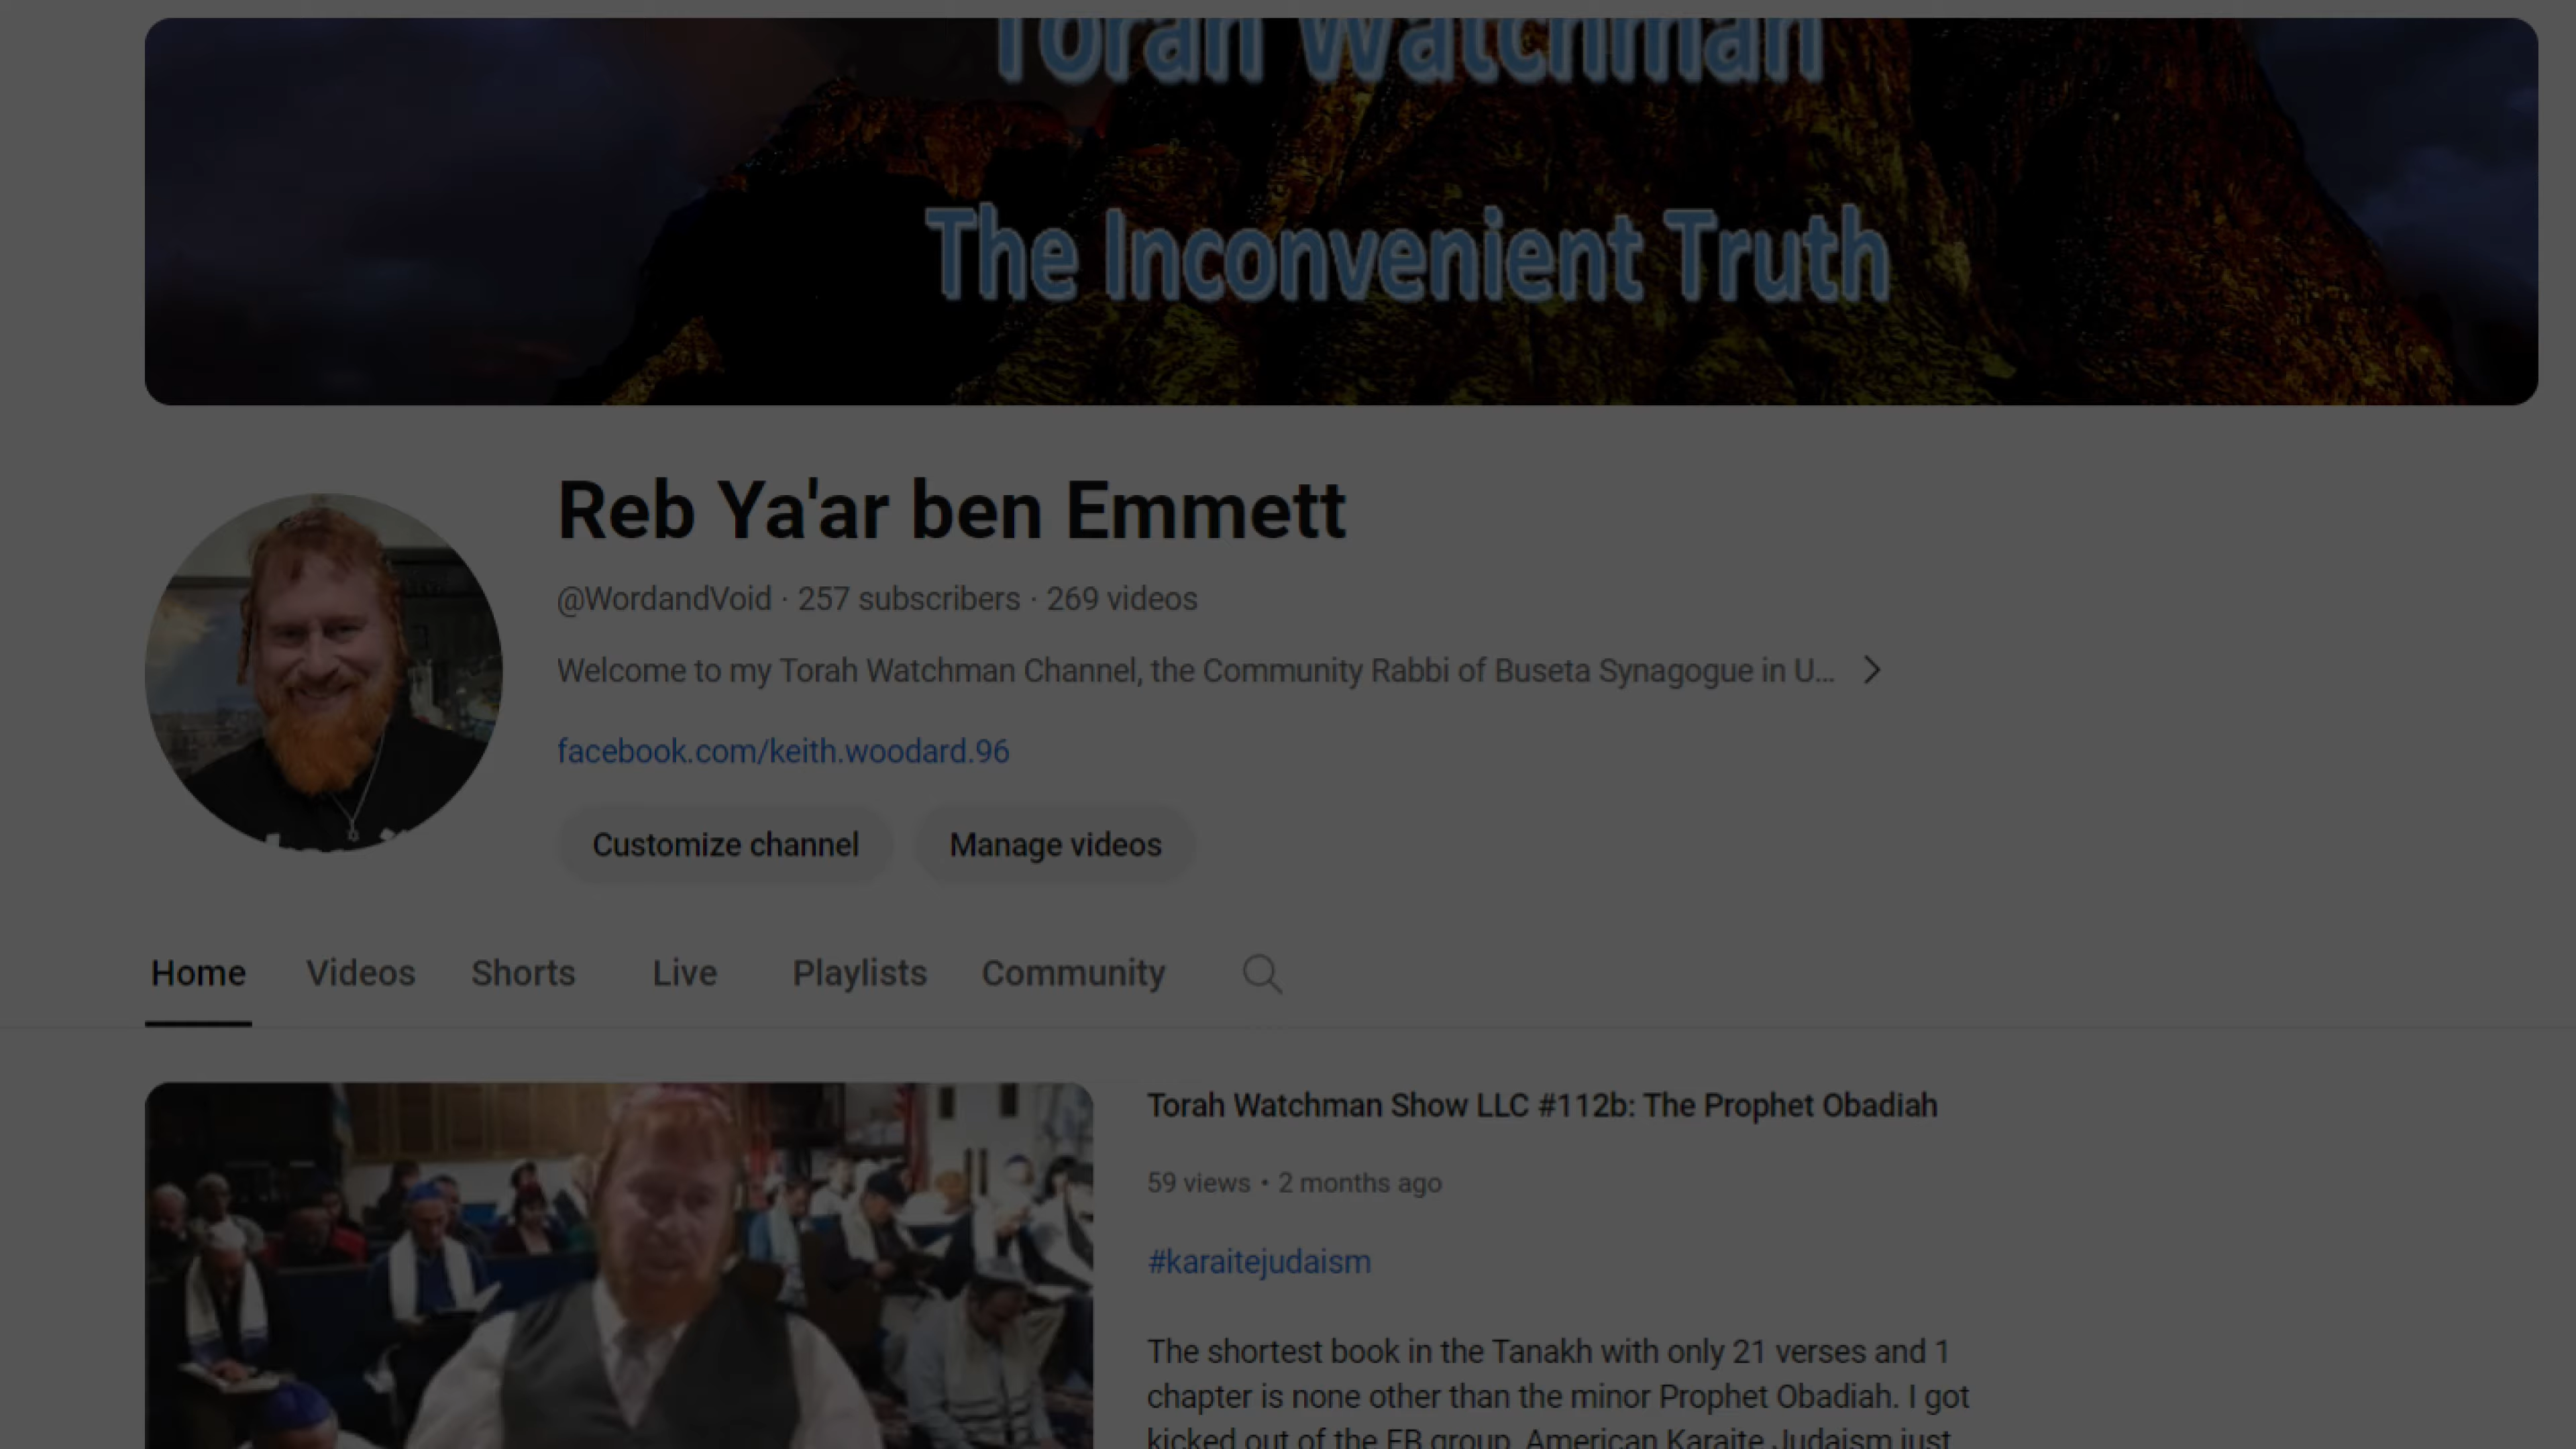 Torah Watchman
The Inconvenient Truth
Reb Ya'ar ben Emmett
@WordandVoid · 257 subscribers · 269 videos
Welcome to my Torah Watchman Channel, the Community Rabbi of Buseta Synagogue in U...
facebook.com/keith.woodard.96
Customize channel Manage videos
Home Videos Shorts Live Playlists Community
Torah Watchman Show LLC #112b: The Prophet Obadiah
59 views • 2 months ago
#karaitejudaism
The shortest book in the Tanakh with only 21 verses and 1
chapter is none other than the minor Prophet Obadiah. I got
kicked out of the FB group, American Karaite Judaism just